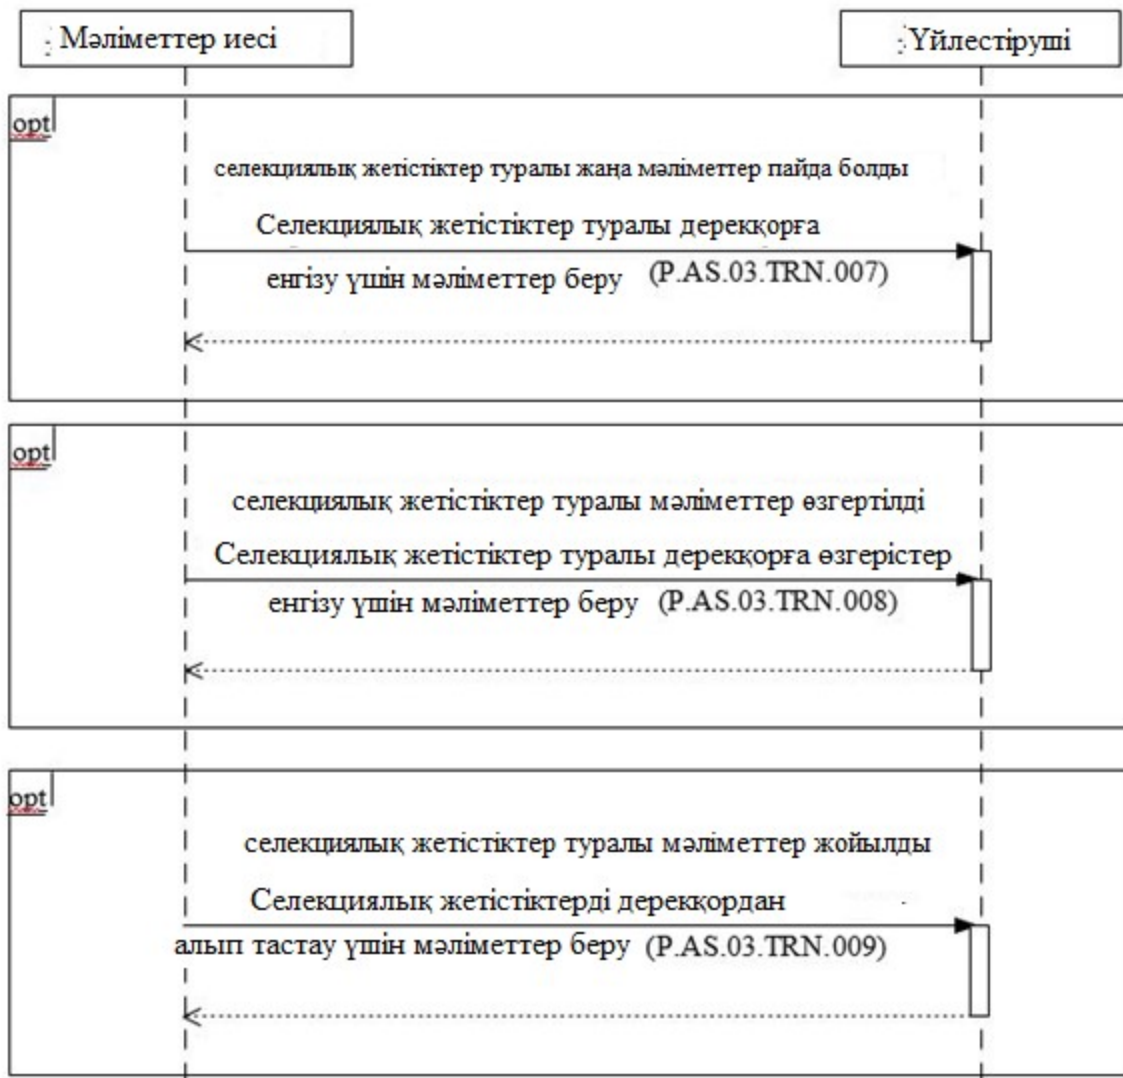 : Мәліметтер иесі
: Үйлестіруші
opt
селекциялық жетістіктер туралы жаңа мәліметтер пайда болды
Селекциялық жетістіктер туралы дерекқорға
енгізу үшін мәліметтер беру (P.AS.03.TRN.007)
opt
селекциялық жетістіктер туралы мәліметтер өзгертілді
Селекциялық жетістіктер туралы дерекқорға өзгерістер
енгізу үшін мәліметтер беру (P.AS.03.TRN.008)
opt
селекциялық жетістіктер туралы мәліметтер жойылды
Селекциялық жетістіктерді дерекқордан
алып тастау үшін мәліметтер беру (P.AS.03.TRN.009)